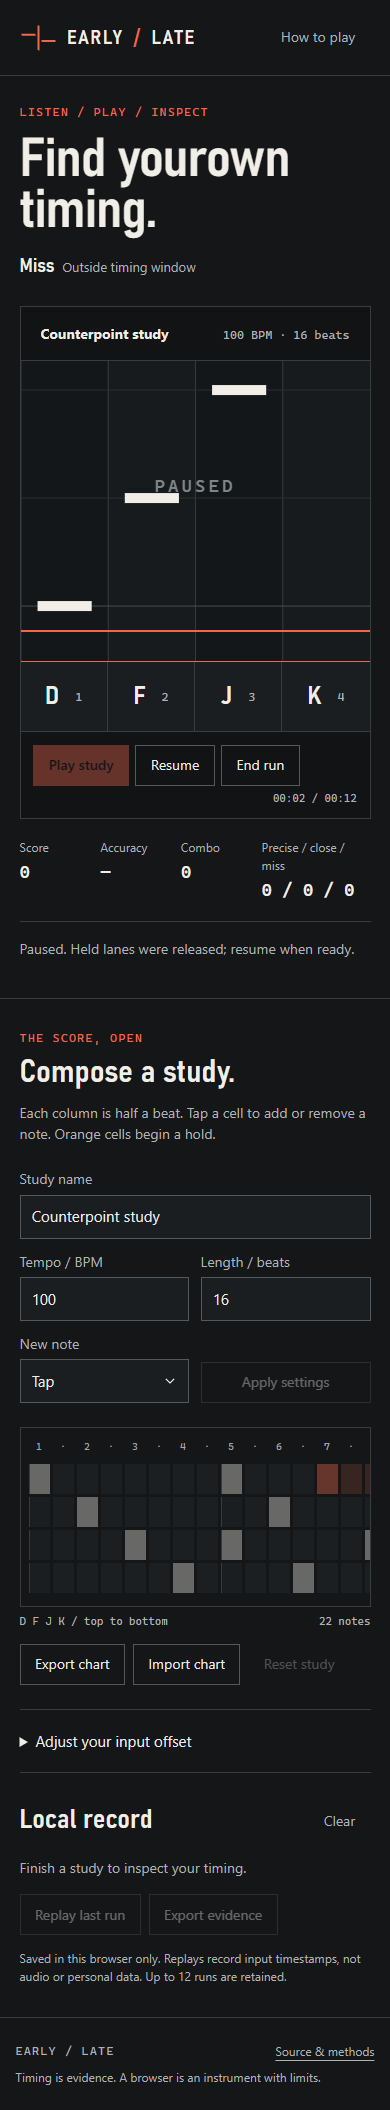 EARLY / LATE
How to play
LISTEN / PLAY / INSPECT
Find yourown
timing.
Miss Outside timing window
Counterpoint study
100 BPM · 16 beats
PAUSED
D 1 F 2 J 3 K 4
Play study Resume End run
00:02 / 00:12
Score Accuracy Combo Precise / close / miss
0 — 0 0 / 0 / 0
Paused. Held lanes were released; resume when ready.
THE SCORE, OPEN
Compose a study.
Each column is half a beat. Tap a cell to add or remove a
note. Orange cells begin a hold.
Study name
Counterpoint study
Tempo / BPM Length / beats
100 16
New note
Tap Apply settings
1 · 2 · 3 · 4 · 5 · 6 · 7 ·
D F J K / top to bottom 22 notes
Export chart Import chart Reset study
Adjust your input offset
Local record Clear
Finish a study to inspect your timing.
Replay last run Export evidence
Saved in this browser only. Replays record input timestamps, not
audio or personal data. Up to 12 runs are retained.
EARLY / LATE Source & methods
Timing is evidence. A browser is an instrument with limits.